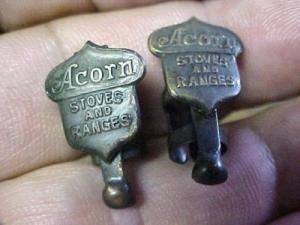 Acorn
STOVES
AND
RANGES
Acorn
STOVES
AND
RANGES